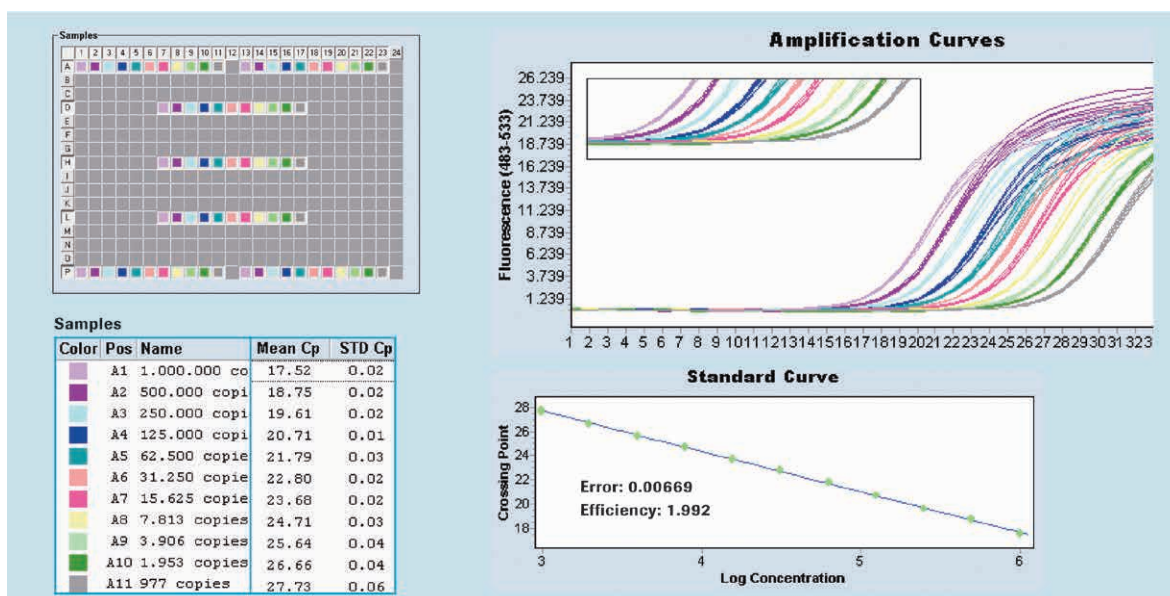 Samples
1 2 3 4 5 6 7 8 9 10 11 12 13 14 15 16 17 18 19 20 21 22 23 24
A
B
C
D
E
F
G
H
I
J
K
L
M
N
O
P
Samples
Color Pos Name Mean Cp STD Cp
A1 1.000.000 co 17.52 0.02
A2 500.000 copi 18.75 0.02
A3 250.000 copi 19.61 0.02
A4 125.000 copi 20.71 0.01
A5 62.500 copie 21.79 0.03
A6 31.250 copie 22.80 0.02
A7 15.625 copie 23.68 0.02
A8 7.813 copies 24.71 0.03
A9 3.906 copies 25.64 0.04
A10 1.953 copies 26.66 0.04
A11 977 copies 27.73 0.06
Amplification Curves
Fluorescence (483-533)
26.239
23.739
21.239
18.739
16.239
13.739
11.239
8.739
6.239
3.739
1.239
1 2 3 4 5 6 7 8 9 10 11 12 13 14 15 16 17 18 19 20 21 22 23 24 25 26 27 28 29 30 31 32 33
Standard Curve
Crossing Point
28
26
24
22
20
18
Error: 0.00669
Efficiency: 1.992
3 4 5 6
Log Concentration